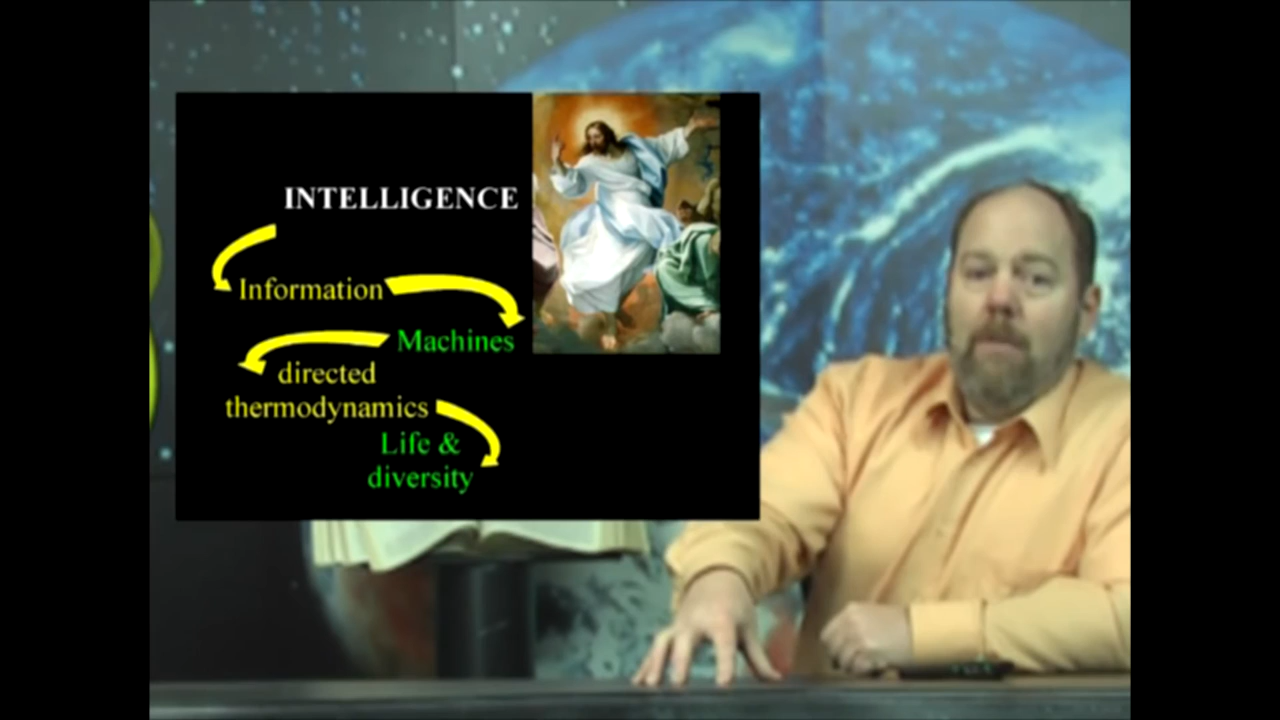 INTELLIGENCE
Information
Machines
directed
thermodynamics
Life &
diversity